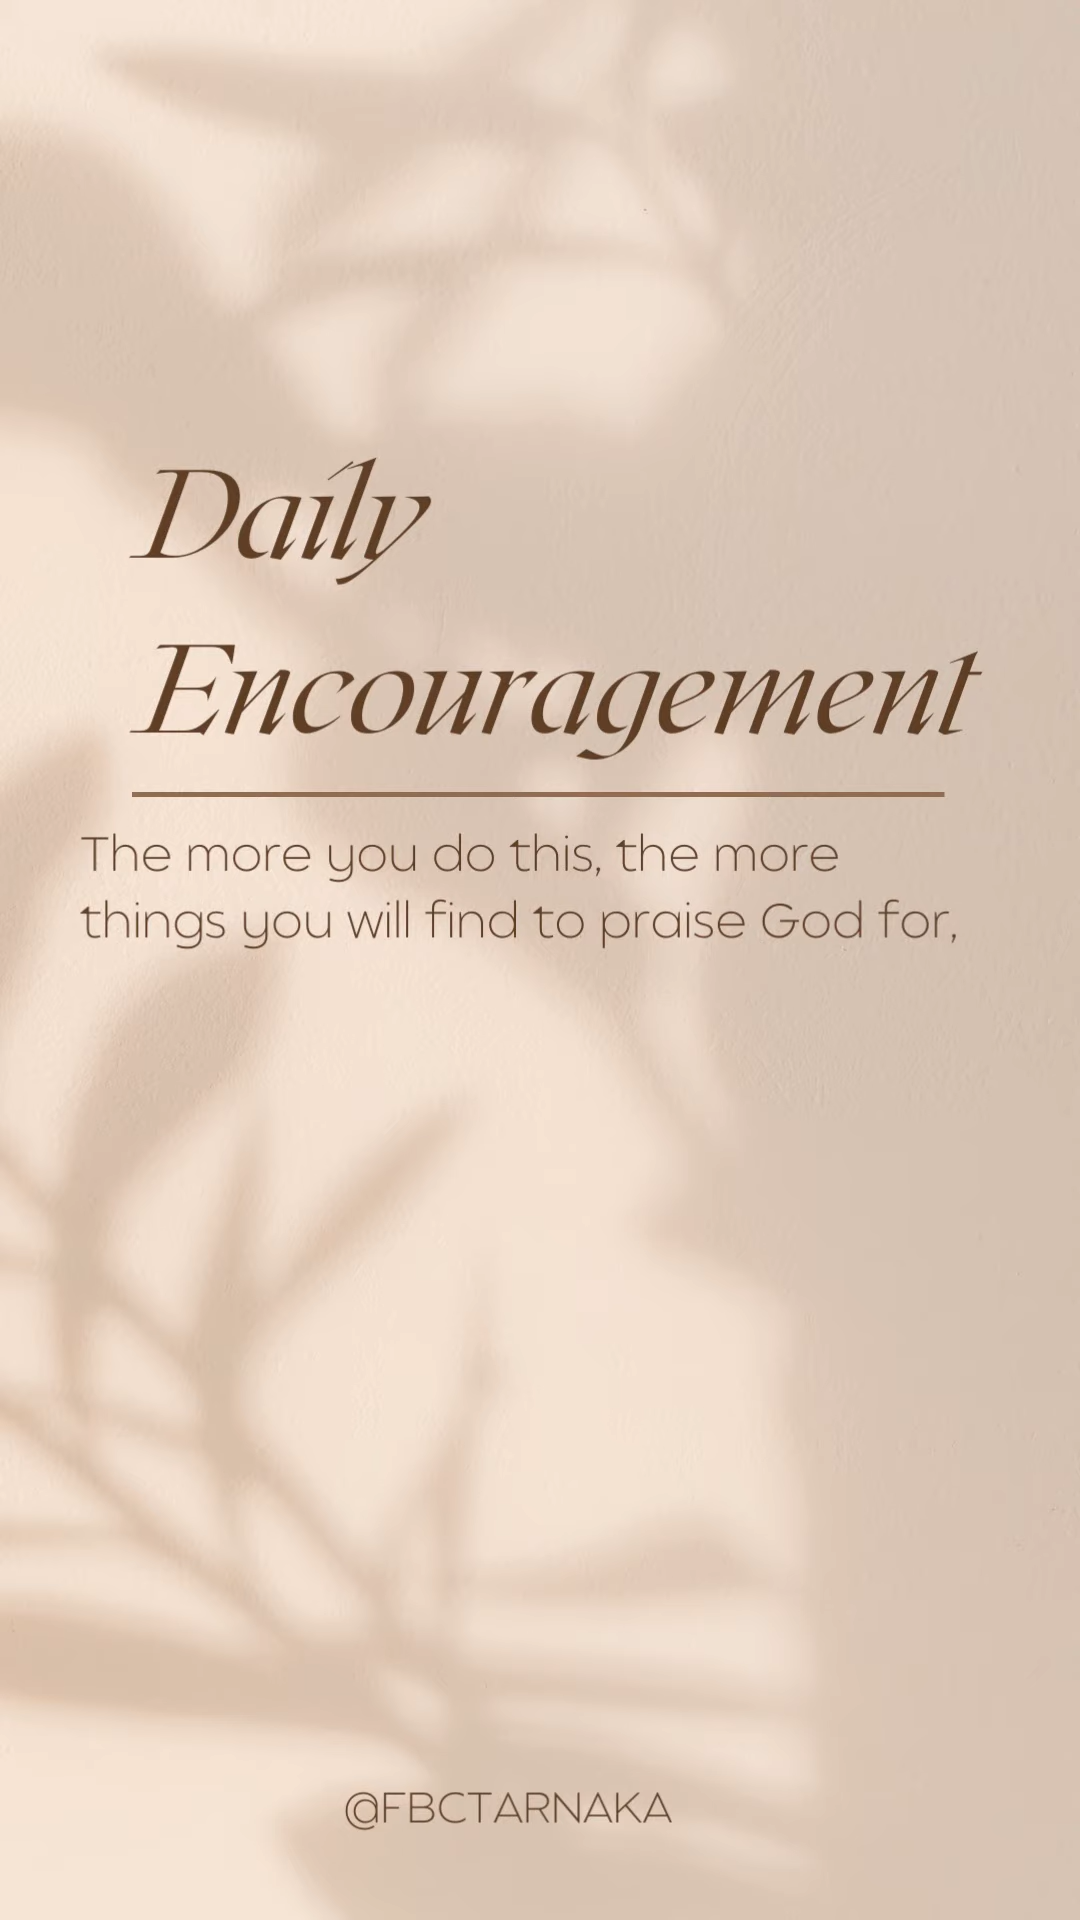 Daily
Encouragement
The more you do this, the more
things you will find to praise God for,
@FBCTARNAKA